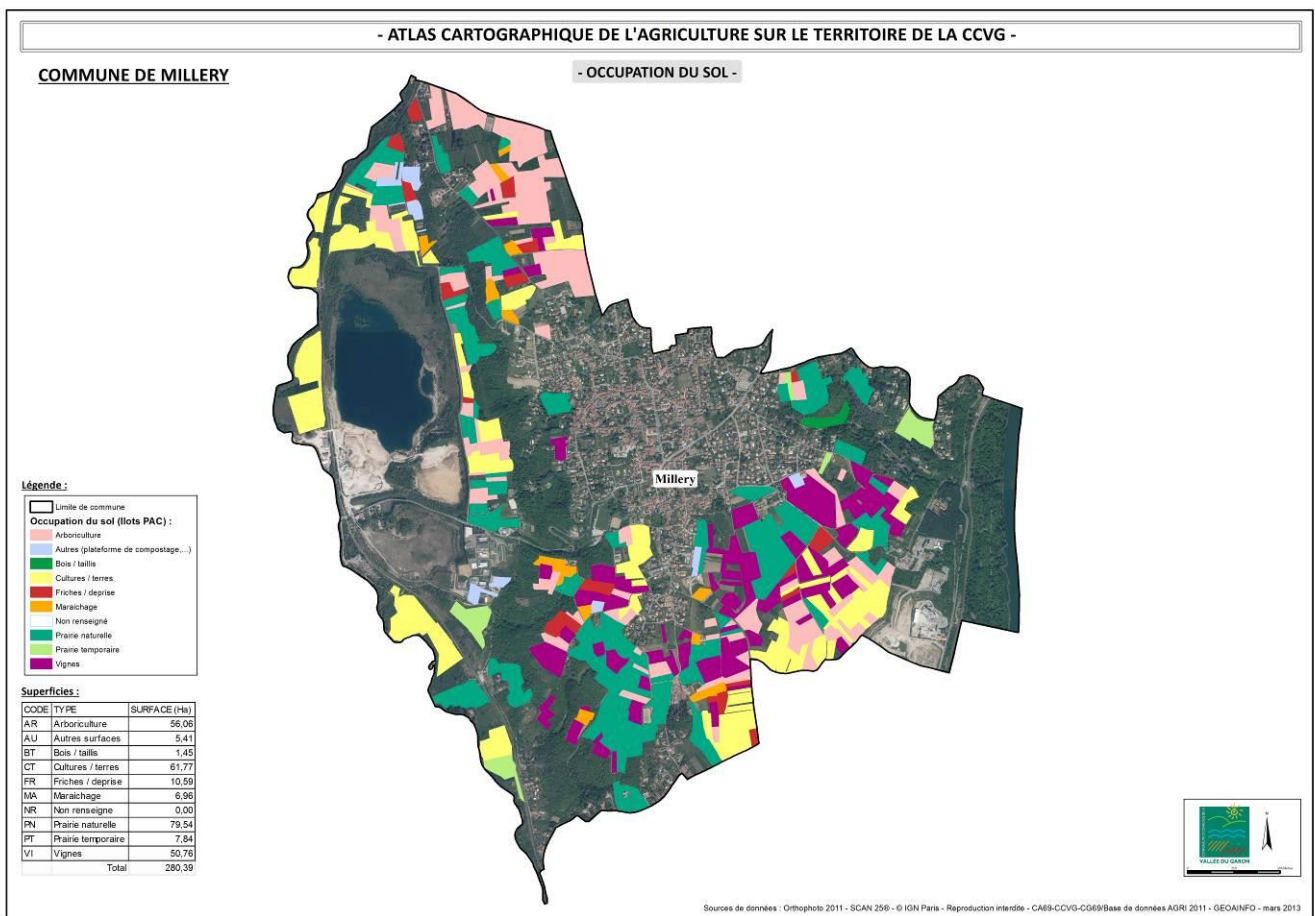 - ATLAS CARTOGRAPHIQUE DE L'AGRICULTURE SUR LE TERRITOIRE DE LA CCVG -
COMMUNE DE MILLERY
- OCCUPATION DU SOL -
Millery
Légende :
Limite de commune
Occupation du sol (Ilots PAC) :
Arboriculture
Autres (plateforme de compostage,...)
Bois / taillis
Cultures / terres
Friches / deprise
Maraichage
Non renseigné
Prairie naturelle
Prairie temporaire
Vignes
Superficies :
CODE TYPE SURFACE (Ha)
AR Arboriculture 56,06
AU Autres surfaces 5,41
BT Bois / taillis 1,45
CT Cultures / terres 61,77
FR Friches / deprise 10,59
MA Maraichage 6,96
NR Non renseigne 0,00
PN Prairie naturelle 79,54
PT Prairie temporaire 7,84
VI Vignes 50,76
Total 280,39
N
VALLÉE DU GARON
Sources de données : Orthophoto 2011 - SCAN 25® - © IGN Paris - Reproduction interdite - CA69-CCVG-CG69/Base de données AGRI 2011 - GEOAINFO - mars 2013